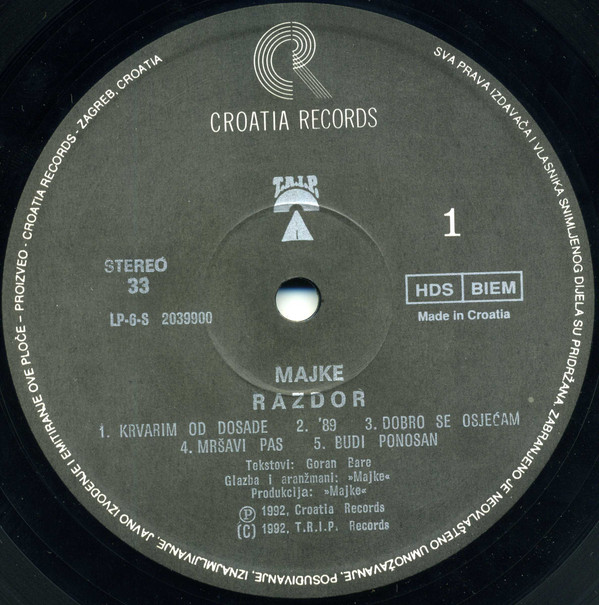 CROATIA RECORDS
T.R.I.P.
1
STEREO
33
LP-6-S 2039900
HDS BIEM
Made in Croatia
MAJKE
RAZDOR
1. KRVARIM OD DOSADE 2. '89 3. DOBRO SE OSJEĆAM
4. MRŠAVI PAS 5. BUDI PONOSAN
Tekstovi: Goran Bare
Glazba i aranžmani: »Majke«
Produkcija: »Majke«
Ⓟ 1992, Croatia Records
(C) 1992, T.R.I.P. Records
SVA PRAVA IZDAVAČA I VLASNIKA SNIMLJENOG DIJELA SU PRIDRŽANA. ZABRANJENO JE NEOVLAŠTENO UMNOŽAVANJE, POSUĐIVANJE, IZNAJMLJIVANJE, JAVNO IZVOĐENJE I EMITIRANJE OVE PLOČE – PROIZVEO · CROATIA RECORDS · ZAGREB, CROATIA